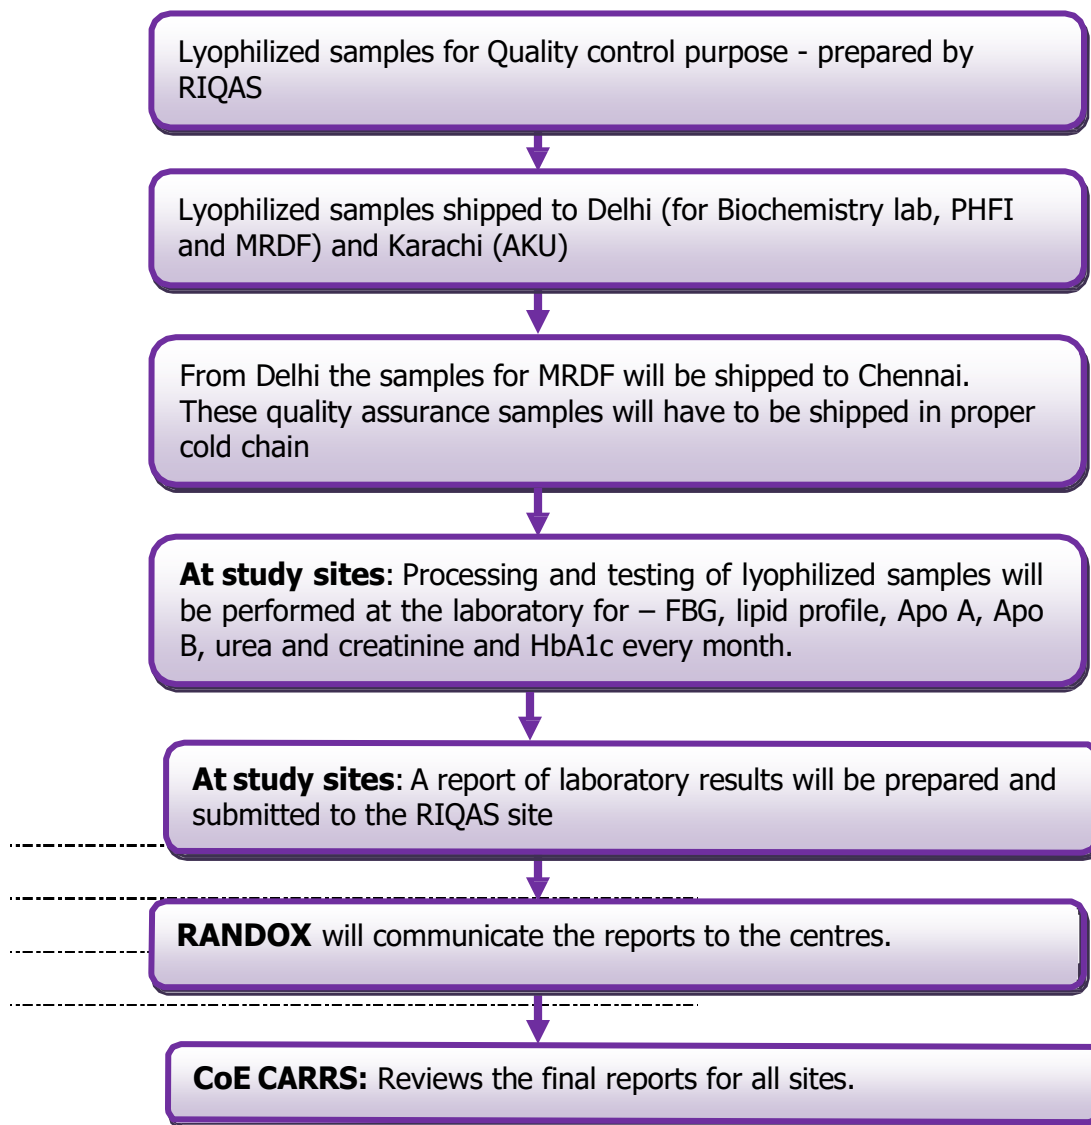 Lyophilized samples for Quality control purpose - prepared by
RIQAS
Lyophilized samples shipped to Delhi (for Biochemistry lab, PHFI
and MRDF) and Karachi (AKU)
From Delhi the samples for MRDF will be shipped to Chennai.
These quality assurance samples will have to be shipped in proper
cold chain
At study sites: Processing and testing of lyophilized samples will
be performed at the laboratory for – FBG, lipid profile, Apo A, Apo
B, urea and creatinine and HbA1c every month.
At study sites: A report of laboratory results will be prepared and
submitted to the RIQAS site
RANDOX will communicate the reports to the centres.
CoE CARRS: Reviews the final reports for all sites.